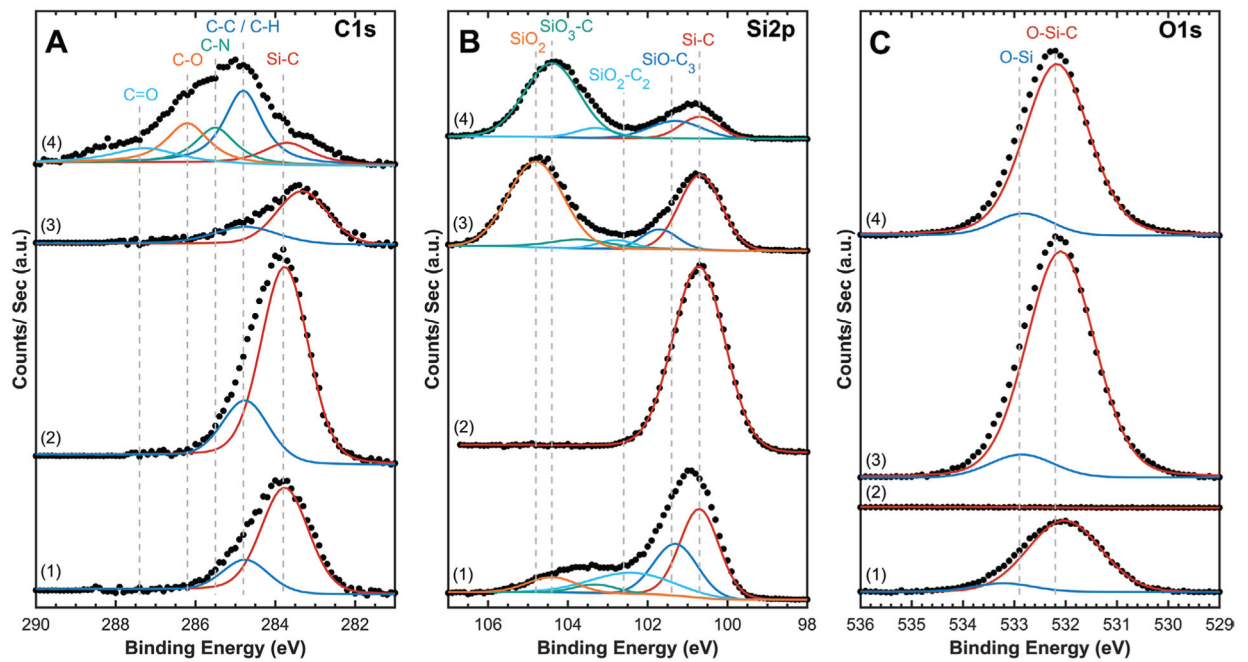 A
C1s
C-C / C-H
C-N
C-O
Si-C
C=O
(4)
(3)
(2)
(1)
Counts/ Sec (a.u.)
290 288 286 284 282
Binding Energy (eV)
B
Si2p
SiO₃-C
SiO₂
Si-C
SiO-C₃
SiO₂-C₂
(4)
(3)
(2)
(1)
Counts/ Sec (a.u.)
106 104 102 100 98
Binding Energy (eV)
C
O1s
O-Si-C
O-Si
(4)
(3)
(2)
(1)
Counts/ Sec (a.u.)
536 535 534 533 532 531 530 529
Binding Energy (eV)